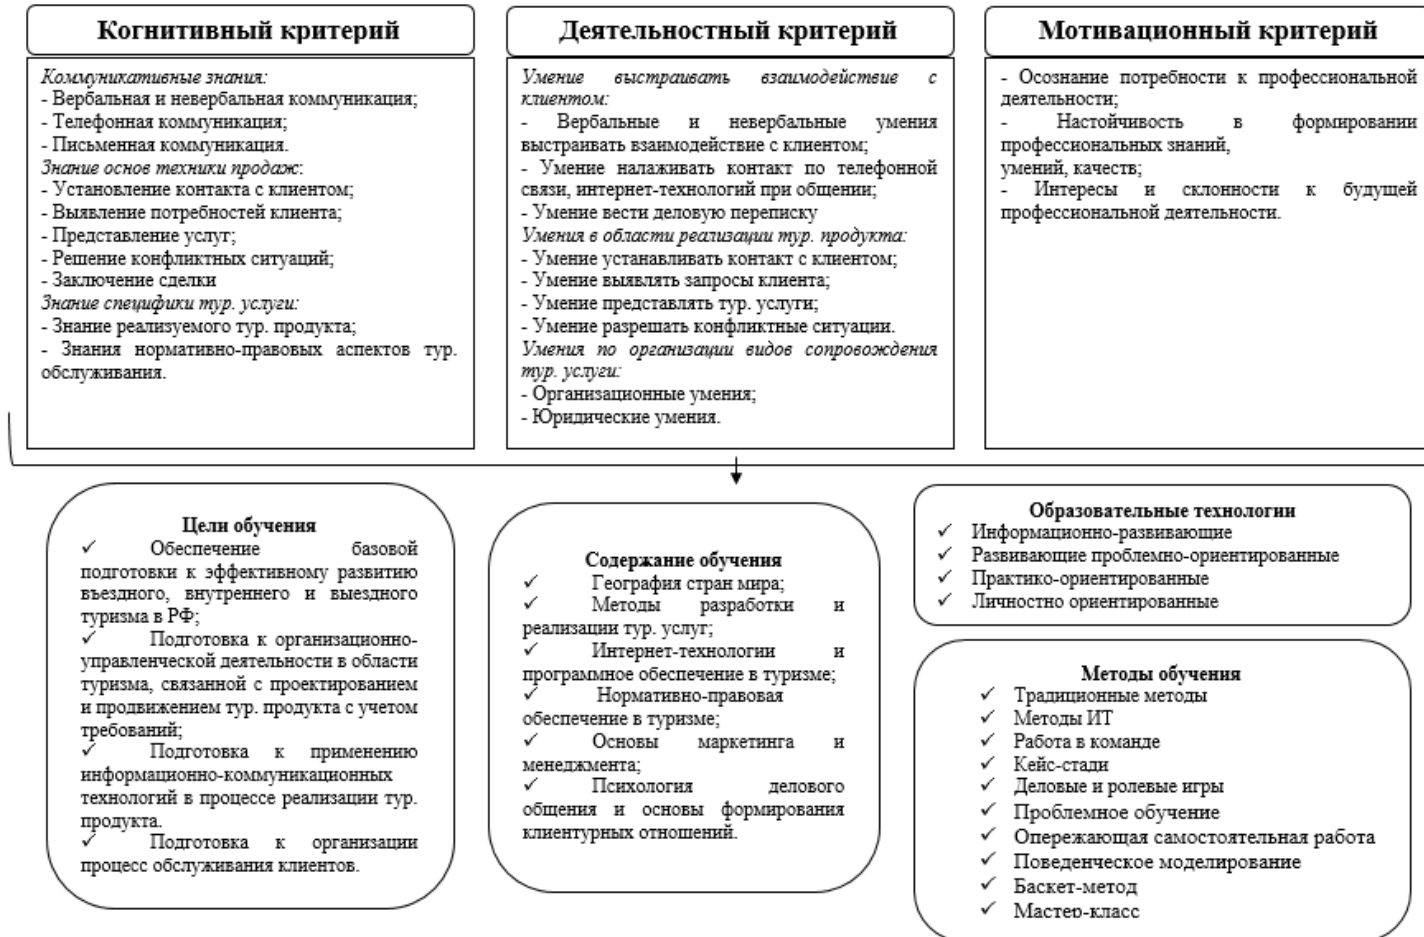 Когнитивный критерий
Коммуникативные знания:
- Вербальная и невербальная коммуникация;
- Телефонная коммуникация;
- Письменная коммуникация.
Знание основ техники продаж:
- Установление контакта с клиентом;
- Выявление потребностей клиента;
- Представление услуг;
- Решение конфликтных ситуаций;
- Заключение сделки
Знание специфики тур. услуги:
- Знание реализуемого тур. продукта;
- Знания нормативно-правовых аспектов тур.
обслуживания.
Деятельностный критерий
Умение выстраивать взаимодействие с
клиентом:
- Вербальные и невербальные умения
выстраивать взаимодействие с клиентом;
- Умение налаживать контакт по телефонной
связи, интернет-технологий при общении;
- Умение вести деловую переписку
Умения в области реализации тур. продукта:
- Умение устанавливать контакт с клиентом;
- Умение выявлять запросы клиента;
- Умение представлять тур. услуги;
- Умение разрешать конфликтные ситуации.
Умения по организации видов сопровождения
тур. услуги:
- Организационные умения;
- Юридические умения.
Мотивационный критерий
- Осознание потребности к профессиональной
деятельности;
- Настойчивость в формировании
профессиональных знаний,
умений, качеств;
- Интересы и склонности к будущей
профессиональной деятельности.
Цели обучения
✓ Обеспечение базовой
подготовки к эффективному развитию
въездного, внутреннего и выездного
туризма в РФ;
✓ Подготовка к организационно-
управленческой деятельности в области
туризма, связанной с проектированием
и продвижением тур. продукта с учетом
требований;
✓ Подготовка к применению
информационно-коммуникационных
технологий в процессе реализации тур.
продукта.
✓ Подготовка к организации
процесс обслуживания клиентов.
Содержание обучения
✓ География стран мира;
✓ Методы разработки и
реализации тур. услуг;
✓ Интернет-технологии и
программное обеспечение в туризме;
✓ Нормативно-правовая
обеспечение в туризме;
✓ Основы маркетинга и
менеджмента;
✓ Психология делового
общения и основы формирования
клиентурных отношений.
Образовательные технологии
✓ Информационно-развивающие
✓ Развивающие проблемно-ориентированные
✓ Практико-ориентированные
✓ Личностно ориентированные
Методы обучения
✓ Традиционные методы
✓ Методы ИТ
✓ Работа в команде
✓ Кейс-стади
✓ Деловые и ролевые игры
✓ Проблемное обучение
✓ Опережающая самостоятельная работа
✓ Поведенческое моделирование
✓ Баскет-метод
✓ Мастер-класс